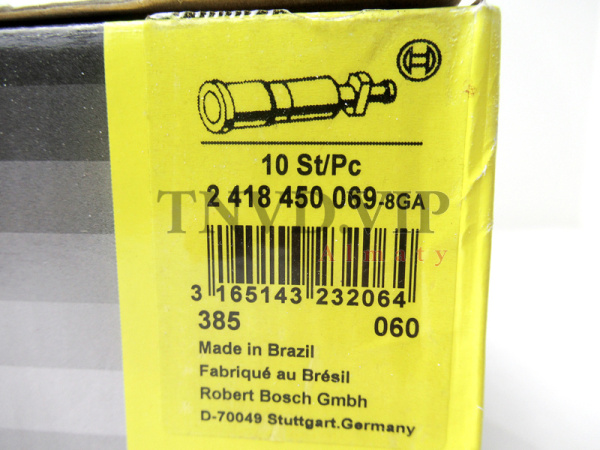 10 St/Pc
2 418 450 069-8GA
TNVD.VIP
Almaty
3 165143 232064
385 060
Made in Brazil
Fabriqué au Brésil
Robert Bosch Gmbh
D-70049 Stuttgart.Germany